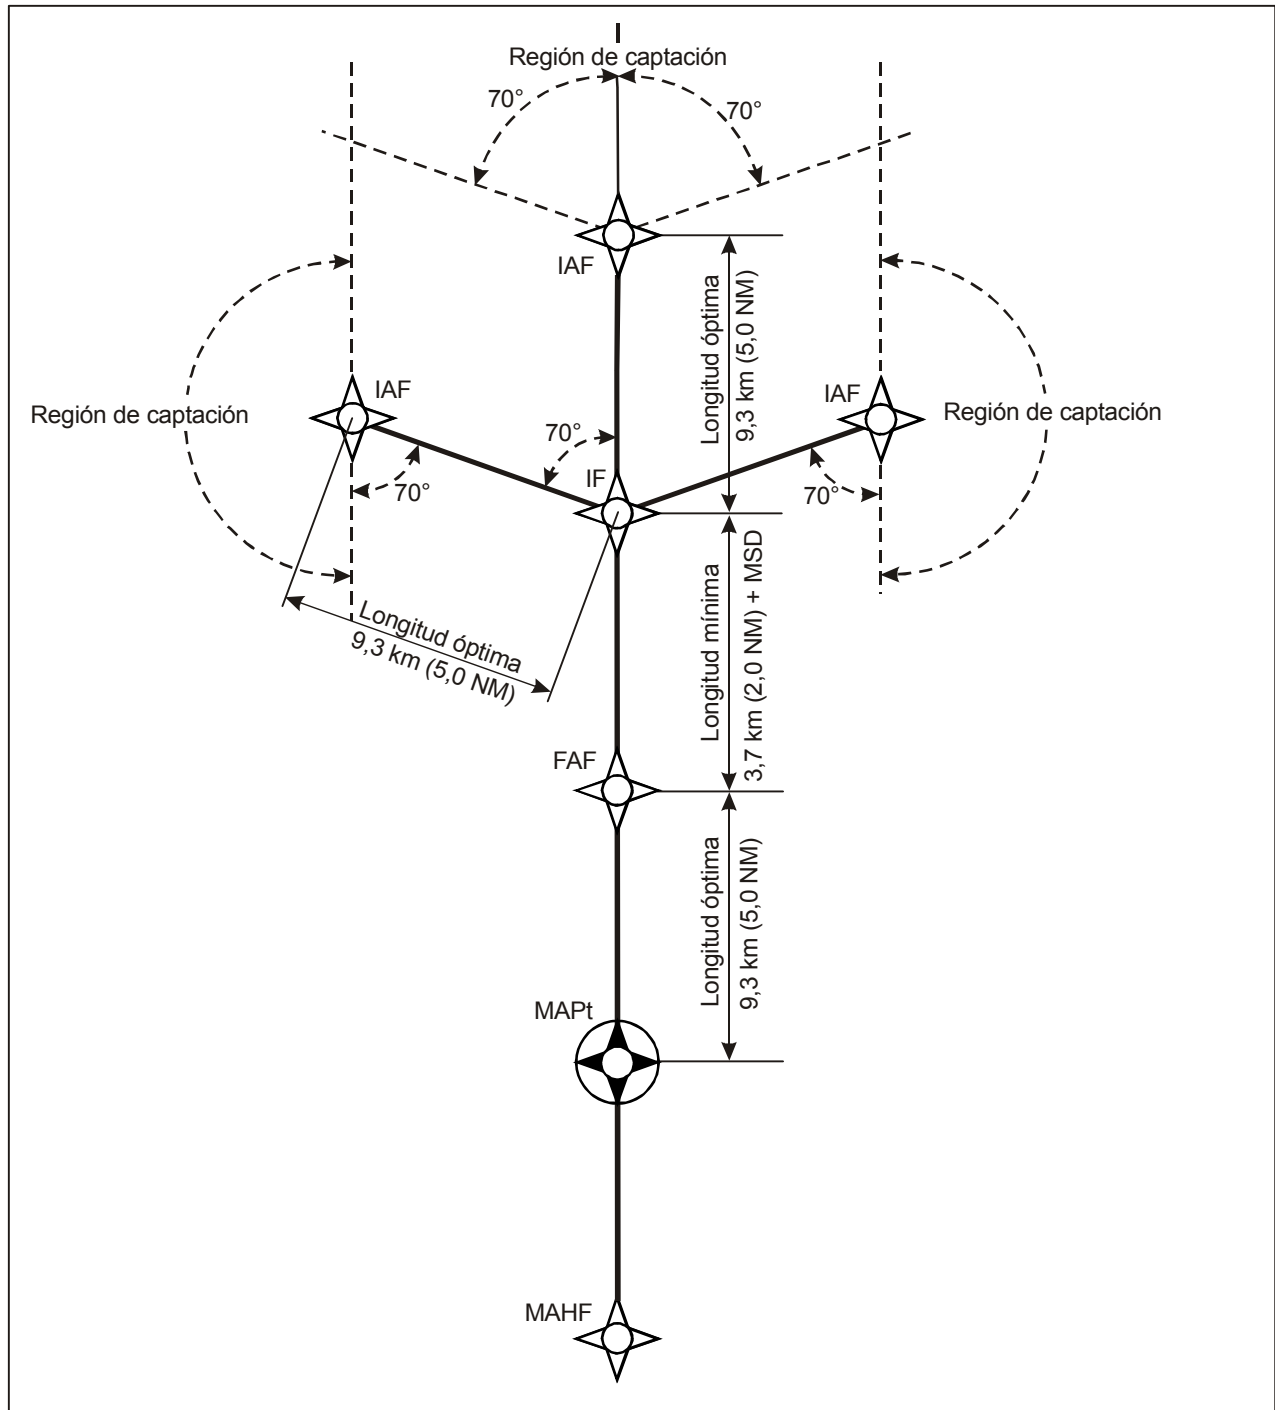 Región de captación
70°
70°
IAF
Longitud óptima
9,3 km (5,0 NM)
IAF
IAF
Región de captación
Región de captación
70°
IF
70°
70°
Longitud óptima
9,3 km (5,0 NM)
Longitud mínima
3,7 km (2,0 NM) + MSD
FAF
Longitud óptima
9,3 km (5,0 NM)
MAPt
MAHF